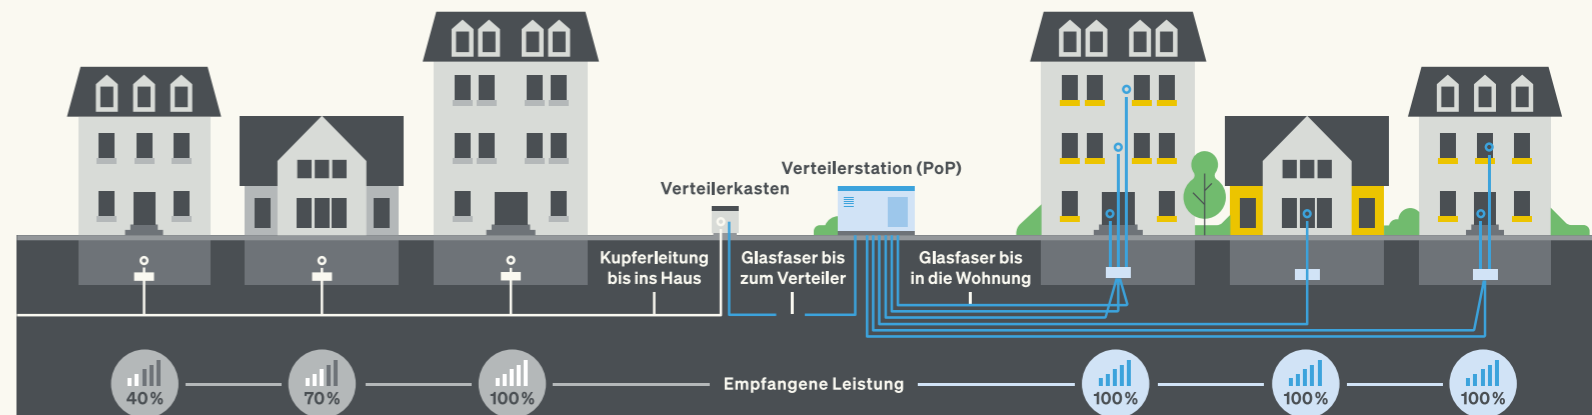 Verteilerstation (PoP)
Verteilerkasten
Kupferleitung
bis ins Haus
Glasfaser bis
zum Verteiler
Glasfaser bis
in die Wohnung
Empfangene Leistung
40%
70%
100%
100%
100%
100%